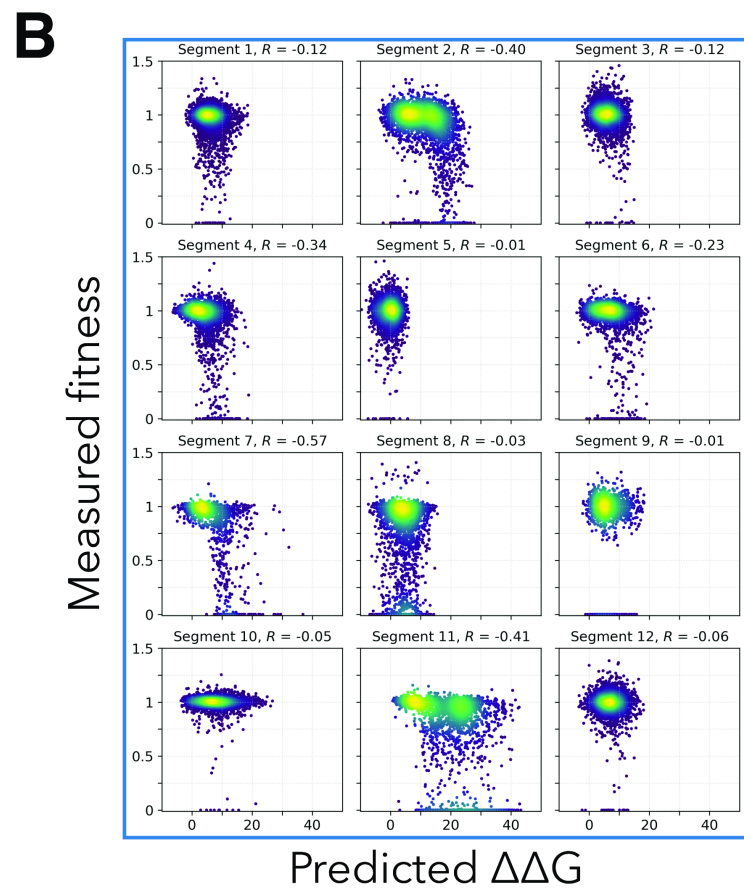 B
Segment 1, R = -0.12
Segment 2, R = -0.40
Segment 3, R = -0.12
1.5
1
0.5
0
Segment 4, R = -0.34
Segment 5, R = -0.01
Segment 6, R = -0.23
1.5
1
0.5
0
Segment 7, R = -0.57
Segment 8, R = -0.03
Segment 9, R = -0.01
1.5
1
0.5
0
Segment 10, R = -0.05
Segment 11, R = -0.41
Segment 12, R = -0.06
1.5
1
0.5
0
0 20 40
0 20 40
0 20 40
Measured fitness
Predicted ΔΔG